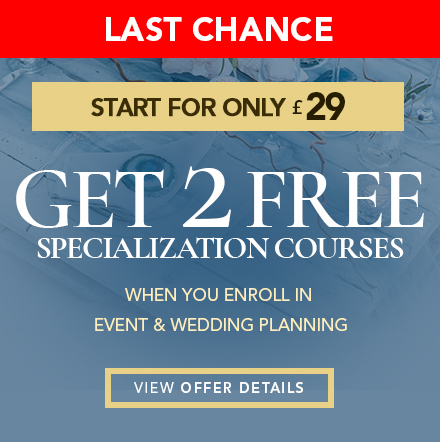 LAST CHANCE
START FOR ONLY £29
GET 2 FREE
SPECIALIZATION COURSES
WHEN YOU ENROLL IN
EVENT & WEDDING PLANNING
VIEW OFFER DETAILS